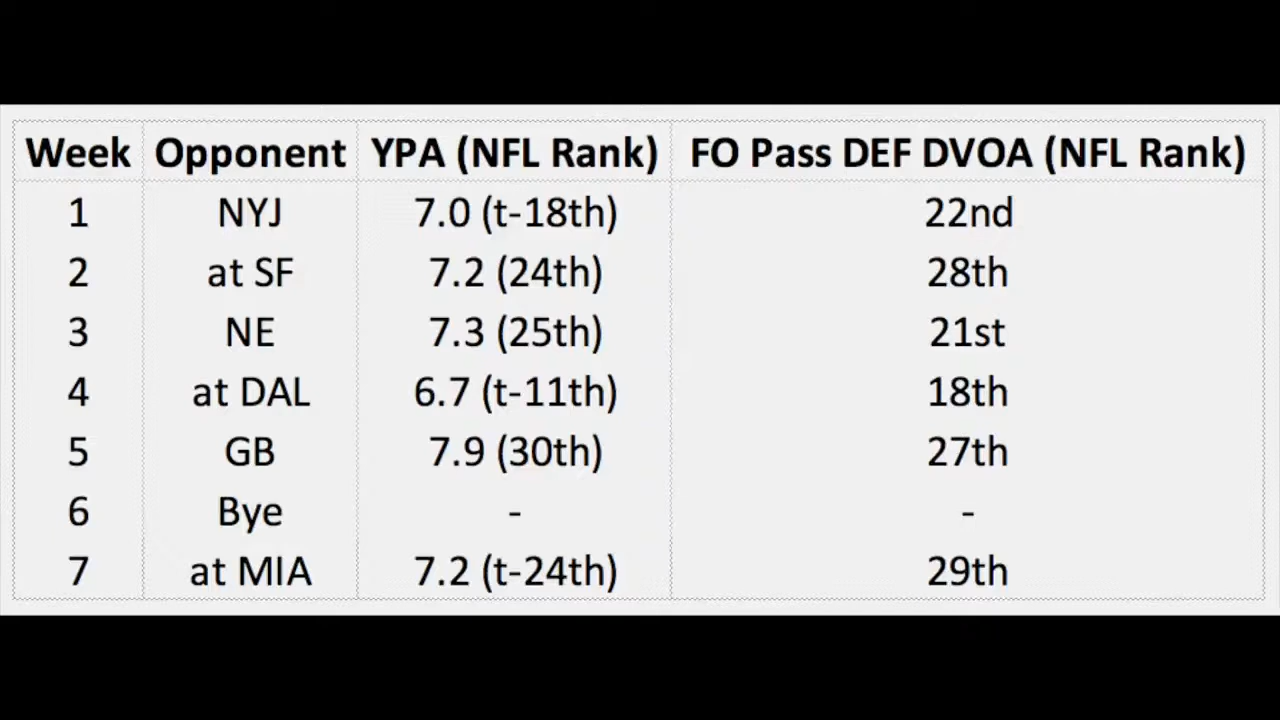 Week Opponent YPA (NFL Rank) FO Pass DEF DVOA (NFL Rank)
1 NYJ 7.0 (t-18th) 22nd
2 at SF 7.2 (24th) 28th
3 NE 7.3 (25th) 21st
4 at DAL 6.7 (t-11th) 18th
5 GB 7.9 (30th) 27th
6 Bye - -
7 at MIA 7.2 (t-24th) 29th